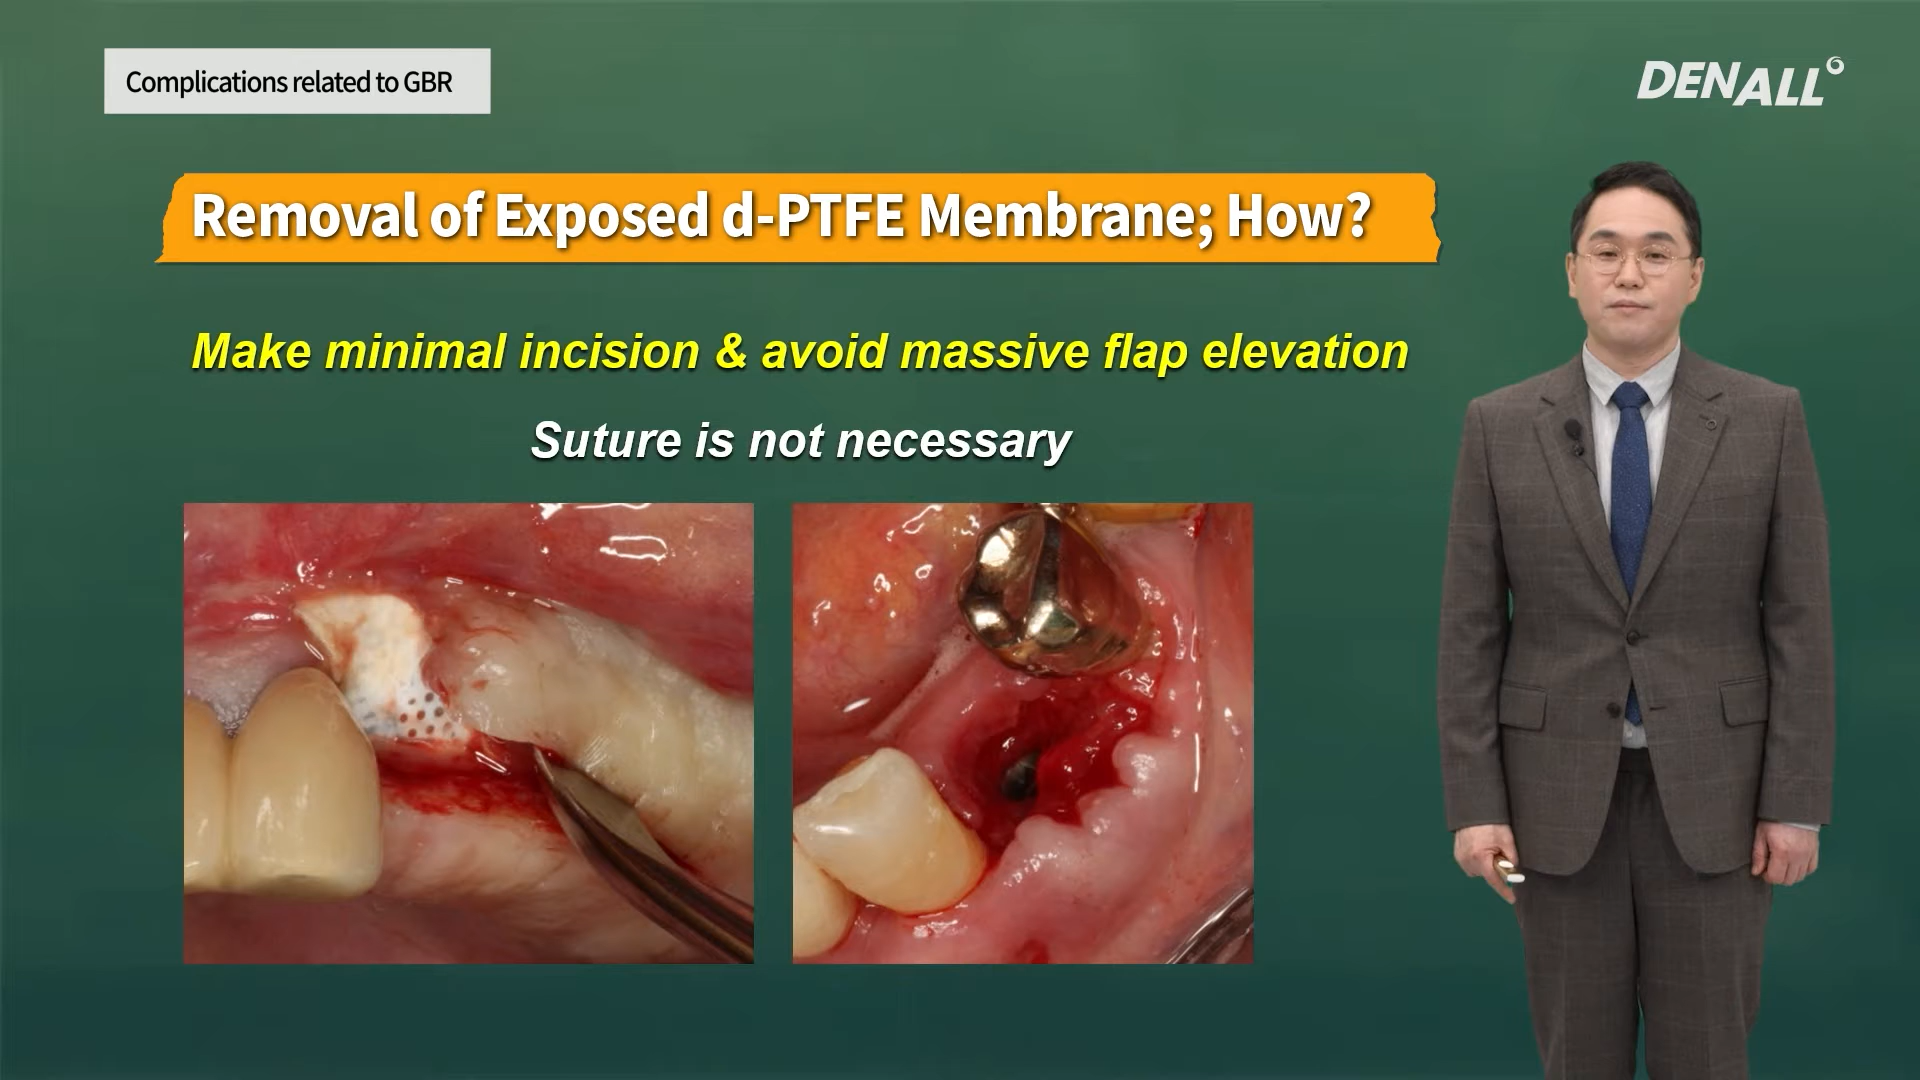 Complications related to GBR
DENALL
Removal of Exposed d-PTFE Membrane; How?
Make minimal incision & avoid massive flap elevation
Suture is not necessary